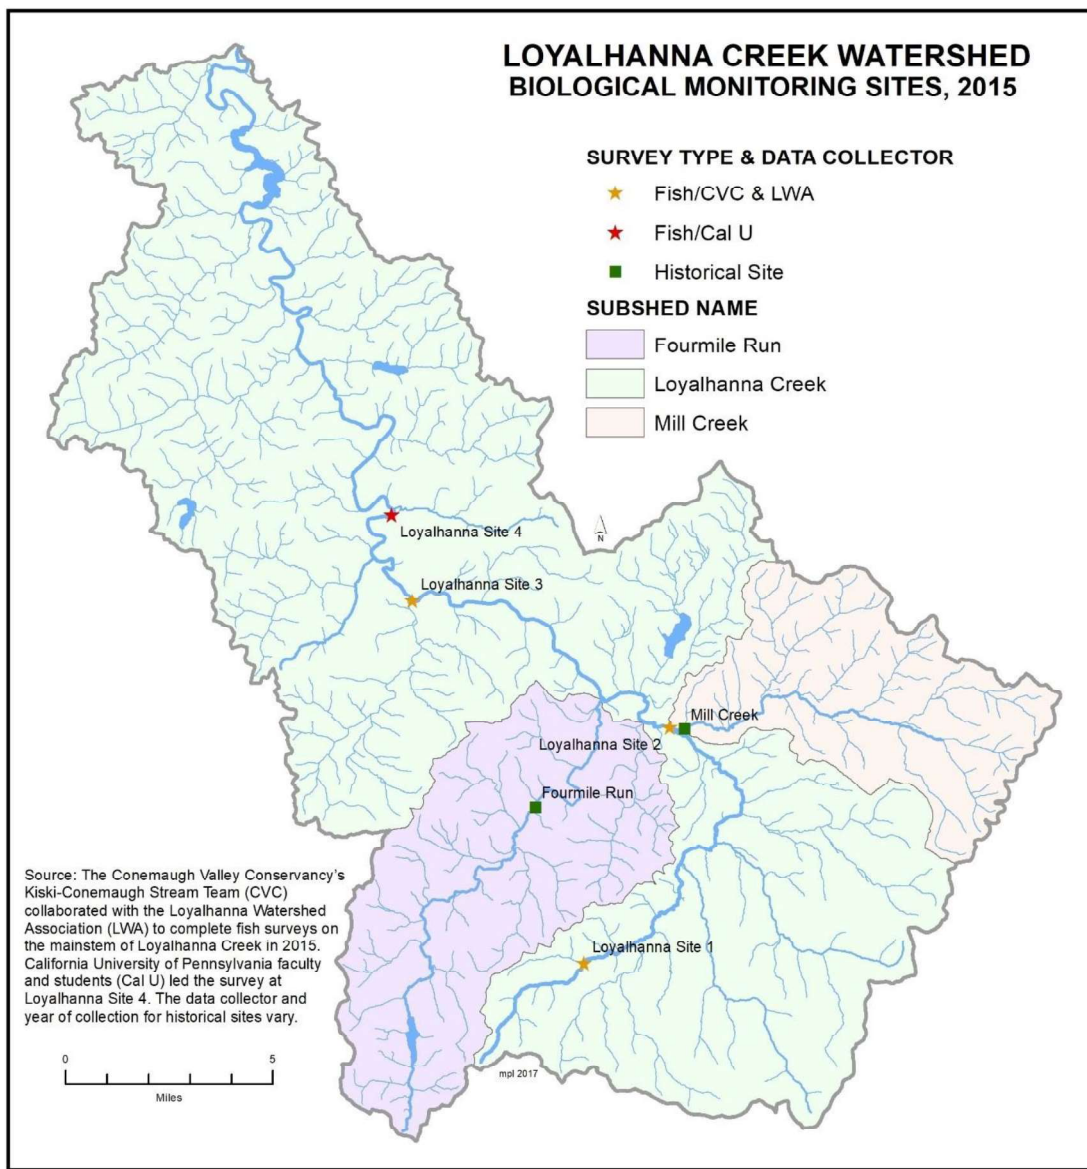 LOYALHANNA CREEK WATERSHED
BIOLOGICAL MONITORING SITES, 2015
SURVEY TYPE & DATA COLLECTOR
Fish/CVC & LWA
Fish/Cal U
Historical Site
SUBSHED NAME
Fourmile Run
Loyalhanna Creek
Mill Creek
Loyalhanna Site 4
N
Loyalhanna Site 3
Mill Creek
Loyalhanna Site 2
Fourmile Run
Loyalhanna Site 1
Source: The Conemaugh Valley Conservancy's
Kiski-Conemaugh Stream Team (CVC)
collaborated with the Loyalhanna Watershed
Association (LWA) to complete fish surveys on
the mainstem of Loyalhanna Creek in 2015.
California University of Pennsylvania faculty
and students (Cal U) led the survey at
Loyalhanna Site 4. The data collector and
year of collection for historical sites vary.
0 5
Miles
mpl 2017